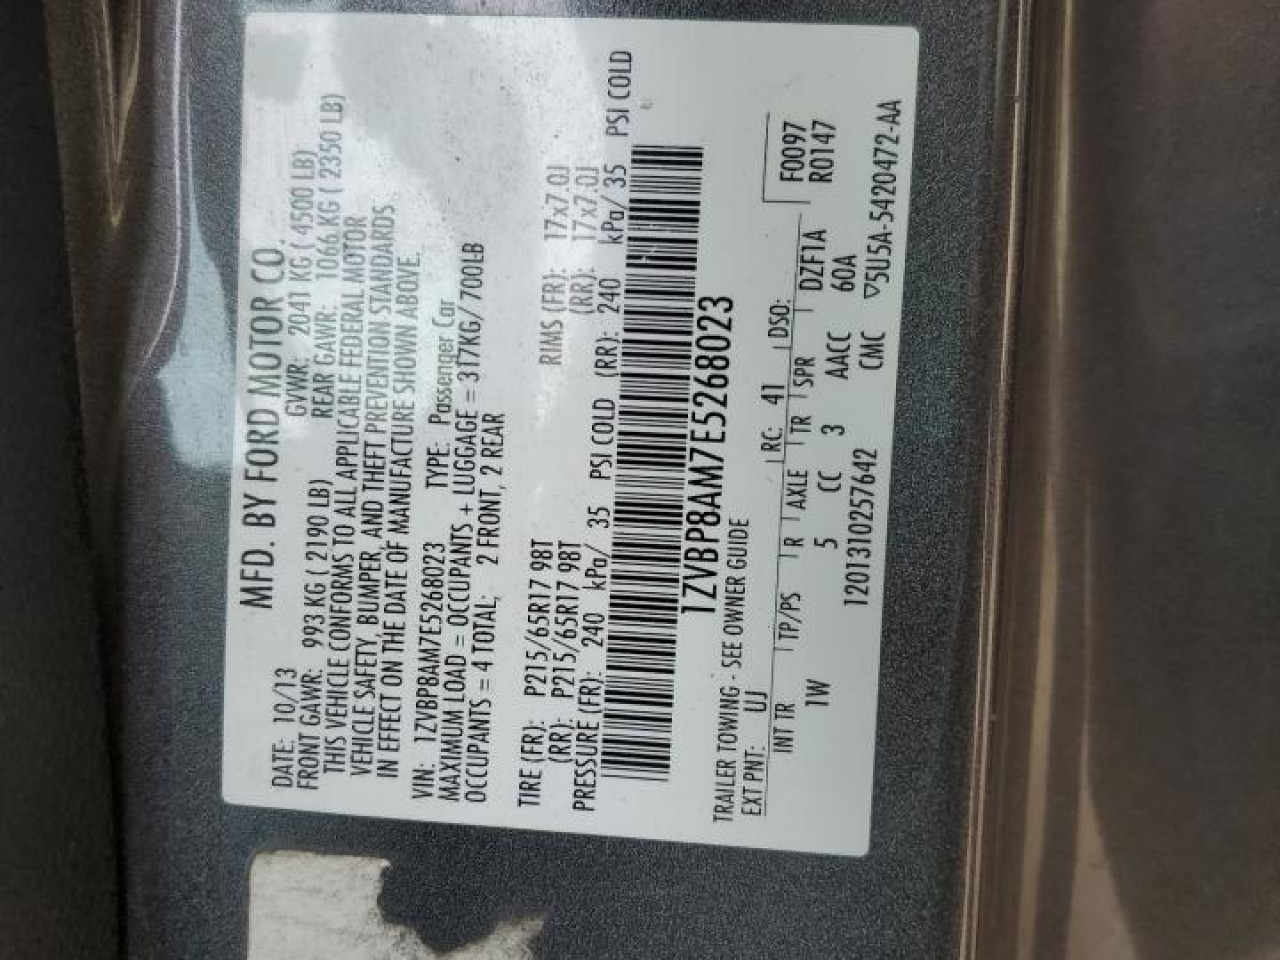 MFD. BY FORD MOTOR CO.
DATE: 10/13 GVWR: 2041 KG ( 4500 LB)
FRONT GAWR: 993 KG ( 2190 LB) REAR GAWR: 1066 KG ( 2350 LB)
THIS VEHICLE CONFORMS TO ALL APPLICABLE FEDERAL MOTOR
VEHICLE SAFETY, BUMPER, AND THEFT PREVENTION STANDARDS
IN EFFECT ON THE DATE OF MANUFACTURE SHOWN ABOVE.
VIN: 1ZVBP8AM7E5268023 TYPE: Passenger Car
MAXIMUM LOAD = OCCUPANTS + LUGGAGE = 317KG/700LB
OCCUPANTS = 4 TOTAL; 2 FRONT, 2 REAR
TIRE (FR): P215/65R17 98T RIMS (FR): 17x7.0J
(RR): P215/65R17 98T (RR): 17x7.0J
PRESSURE (FR): 240 kPa/ 35 PSI COLD (RR): 240 kPa/ 35 PSI COLD
1ZVBP8AM7E5268023
TRAILER TOWING - SEE OWNER GUIDE
EXT PNT: UJ RC: 41 DSO: F0097
INT TR TP/PS R AXLE TR SPR DZF1A R0147
1W 5 CC 3 AACC 60A
1201310257642 CMC ▽5U5A-5420472-AA